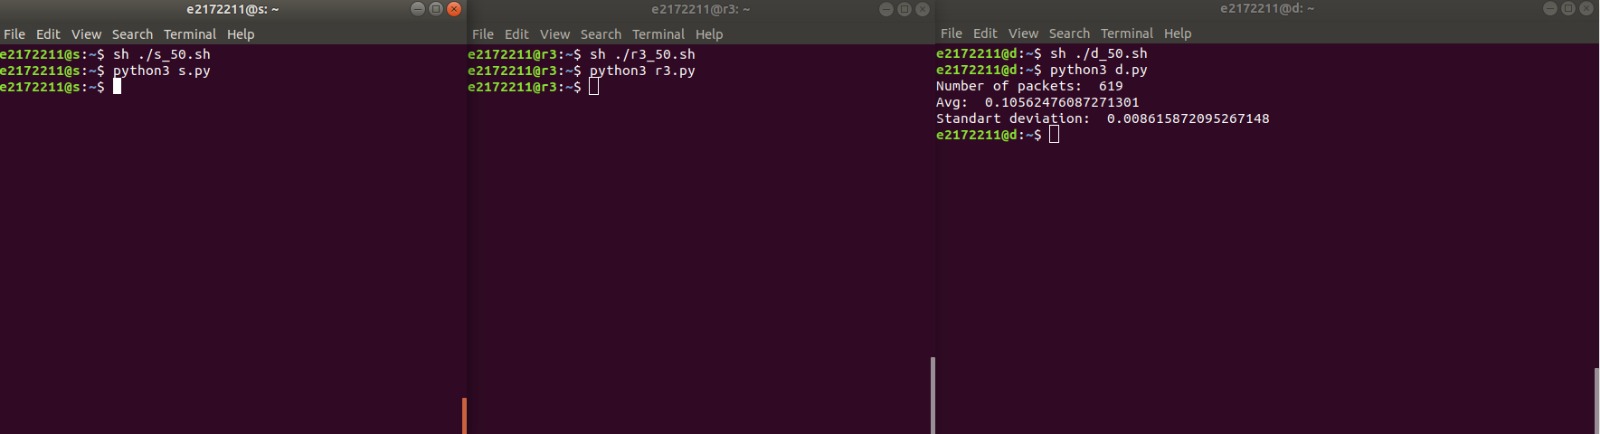 e2172211@s: ~
File Edit View Search Terminal Help
e2172211@s:~$ sh ./s_50.sh
e2172211@s:~$ python3 s.py
e2172211@s:~$
e2172211@r3: ~
File Edit View Search Terminal Help
e2172211@r3:~$ sh ./r3_50.sh
e2172211@r3:~$ python3 r3.py
e2172211@r3:~$
e2172211@d: ~
File Edit View Search Terminal Help
e2172211@d:~$ sh ./d_50.sh
e2172211@d:~$ python3 d.py
Number of packets:  619
Avg:  0.10562476087271301
Standart deviation:  0.008615872095267148
e2172211@d:~$